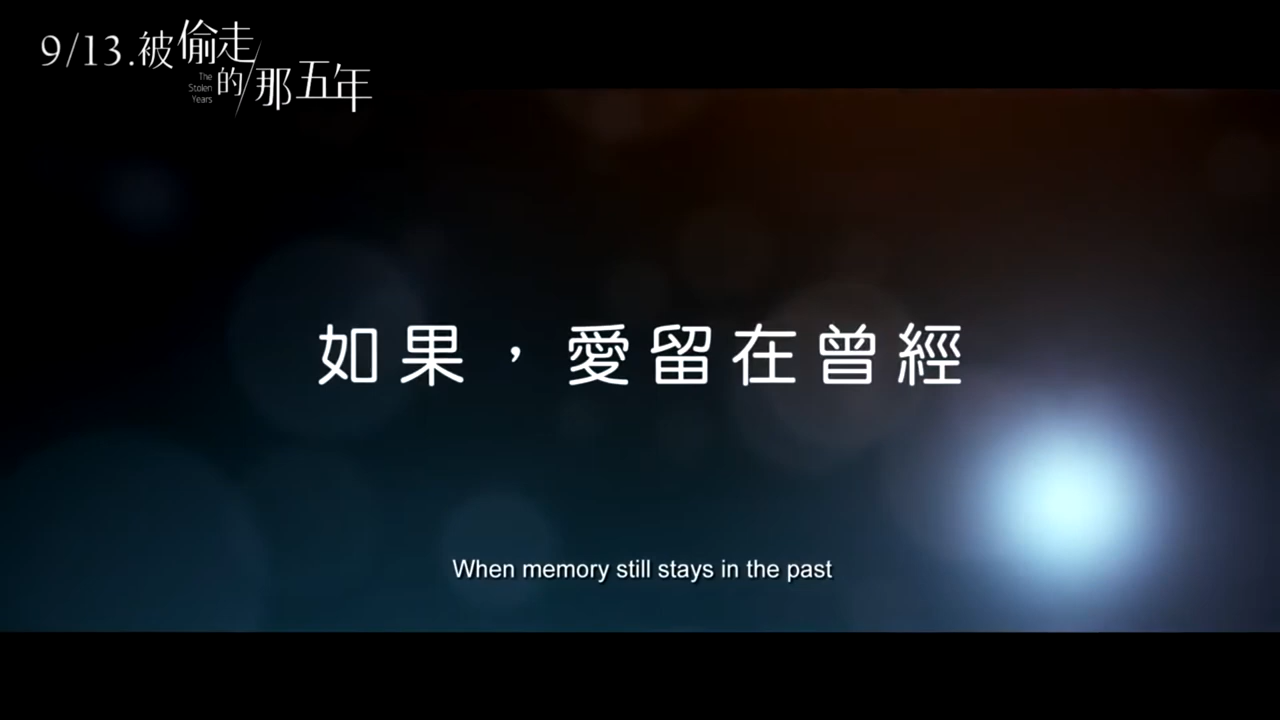 9/13.被偷走
的那五年
The
Stolen
Years
如果，愛留在曾經
When memory still stays in the past